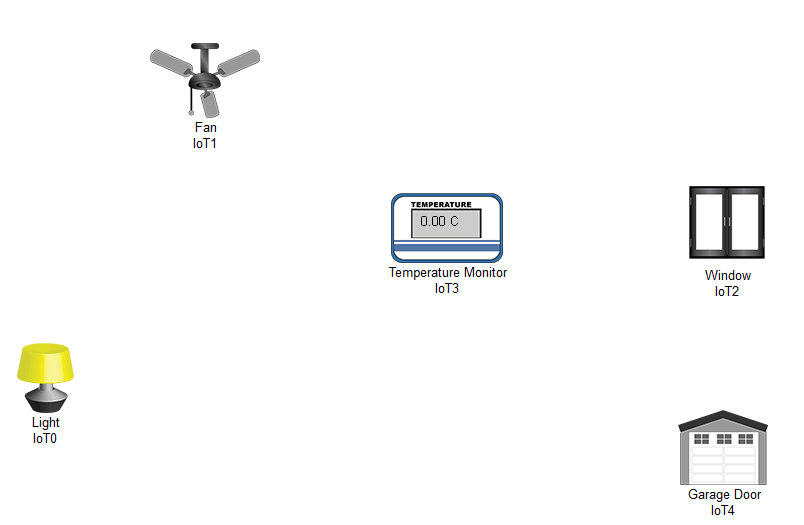 Fan
IoT1
TEMPERATURE
0.00 C
Temperature Monitor
IoT3
Window
IoT2
Light
IoT0
Garage Door
IoT4